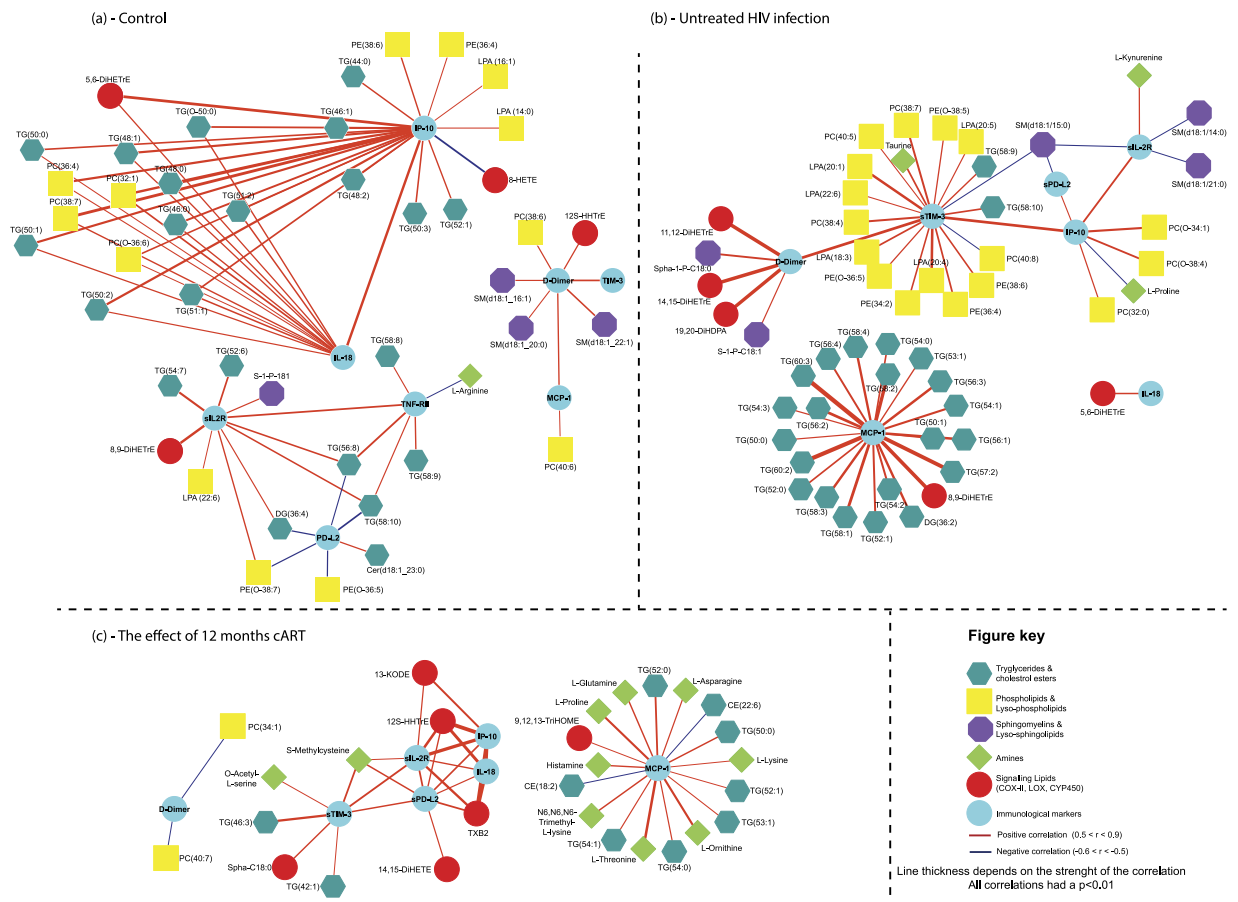 (a) - Control
PE(38:6)
PE(36:4)
TG(44:0)
LPA (16:1)
5,6-DiHETrE
TG(O-50:0)
TG(46:1)
LPA (14:0)
IP-10
TG(50:0)
TG(48:1)
PC(36:4)
TG(48:0)
8-HETE
PC(32:1)
TG(48:2)
PC(38:7)
TG(51:2)
TG(46:0)
TG(50:3)
TG(52:1)
TG(50:1)
PC(O-36:6)
TG(50:2)
TG(51:1)
IL-18
PC(38:6)
12S-HHTrE
D-Dimer
TIM-3
SM(d18:1_16:1)
SM(d18:1_20:0)
SM(d18:1_22:1)
MCP-1
PC(40:6)
TG(52:6)
TG(54:7)
S-1-P-181
TG(58:8)
L-Arginine
TNF-RII
sIL2R
8,9-DiHETrE
LPA (22:6)
TG(56:8)
TG(58:9)
DG(36:4)
TG(58:10)
PD-L2
Cer(d18:1_23:0)
PE(O-38:7)
PE(O-36:5)
(b) - Untreated HIV infection
L-Kynurenine
PC(38:7)
PE(O-38:5)
PC(40:5)
LPA(20:5)
Taurine
TG(58:9)
SM(d18:1/15:0)
SM(d18:1/14:0)
sIL-2R
LPA(20:1)
SM(d18:1/21:0)
sPD-L2
LPA(22:6)
TG(58:10)
sTIM-3
PC(38:4)
IP-10
PC(O-34:1)
11,12-DiHETrE
LPA(18:3)
LPA(20:4)
PC(40:8)
D-Dimer
PC(O-38:4)
Spha-1-P-C18:0
PE(O-36:5)
PE(38:6)
L-Proline
14,15-DiHETrE
PE(34:2)
PE(36:4)
PC(32:0)
19,20-DiHDPA
S-1-P-C18:1
TG(58:4)
TG(56:4)
TG(54:0)
TG(53:1)
TG(60:3)
TG(58:2)
TG(56:3)
TG(54:3)
TG(54:1)
TG(56:2)
MCP-1
TG(50:1)
TG(50:0)
TG(56:1)
TG(60:2)
TG(57:2)
TG(52:0)
8,9-DiHETrE
TG(54:2)
TG(58:3)
DG(36:2)
TG(58:1)
TG(52:1)
5,6-DiHETrE
IL-18
(c) - The effect of 12 months cART
13-KODE
PC(34:1)
12S-HHTrE
IP-10
S-Methylcysteine
sIL-2R
IL-18
O-Acetyl-
L-serine
sPD-L2
D-Dimer
sTIM-3
TXB2
TG(46:3)
PC(40:7)
Spha-C18:0
14,15-DiHETE
TG(42:1)
TG(52:0)
L-Glutamine
L-Asparagine
L-Proline
CE(22:6)
9,12,13-TriHOME
TG(50:0)
Histamine
MCP-1
L-Lysine
CE(18:2)
TG(52:1)
N6,N6,N6-
Trimethyl-
L-lysine
TG(53:1)
TG(54:1)
L-Ornithine
L-Threonine
TG(54:0)
Figure key
Tryglycerides &
cholestrol esters
Phospholipids &
Lyso-phospholipids
Sphingomyelins &
Lyso-sphingolipids
Amines
Signaling Lipids
(COX-II, LOX, CYP450)
Immunological markers
Positive correlation (0.5 < r < 0.9)
Negative correlation (-0.6 < r < -0.5)
Line thickness depends on the strenght of the correlation
All correlations had a p<0.01